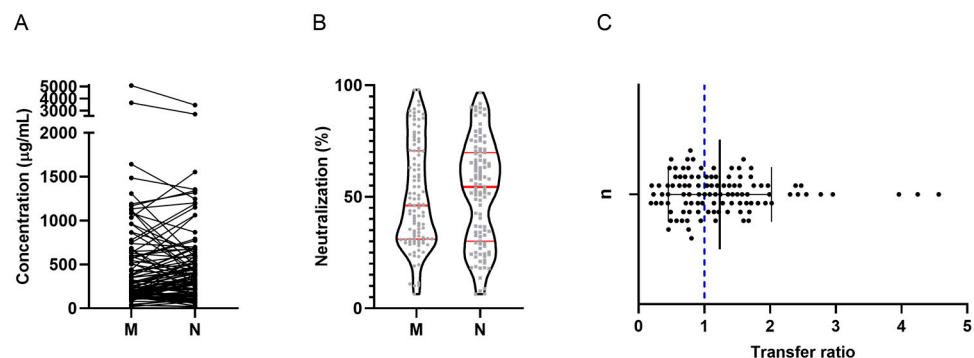 A
B
C
Concentration (µg/mL)
5000
4000
3000
2000
1500
1000
500
0
M
N
Neutralization (%)
100
50
0
M
N
n
0
1
2
3
4
5
Transfer ratio